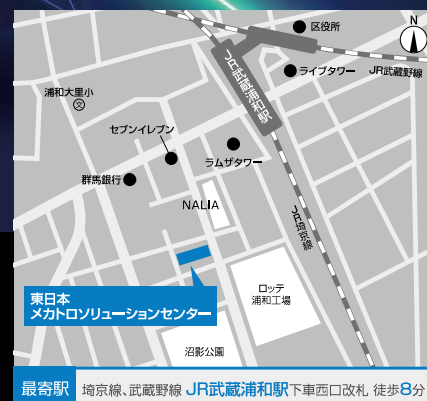 区役所
N
JR武蔵浦和駅
ライブタワー
JR武蔵野線
浦和大里小
文
セブンイレブン
ラムザタワー
群馬銀行
NALIA
JR埼京線
東日本
メカトロソリューションセンター
ロッテ
浦和工場
沼影公園
最寄駅 埼京線、武蔵野線 JR武蔵浦和駅下車西口改札 徒歩8分